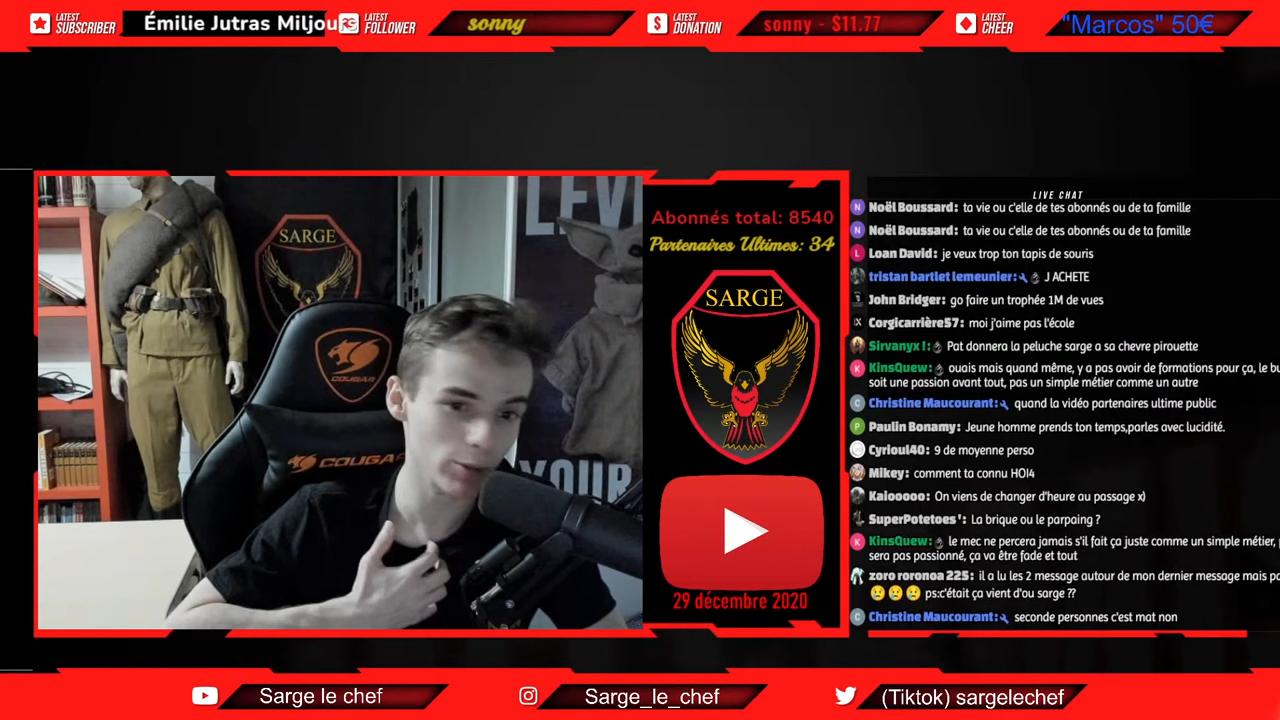 LATEST SUBSCRIBER
Émilie Jutras Miljour
LATEST FOLLOWER
sonny
LATEST DONATION
sonny - $11.77
LATEST CHEER
"Marcos" 50€
SARGE
LEVE
YOUR
COUGAR
COUGAR
Abonnés total: 8540
Partenaires Ultimes: 34
SARGE
29 décembre 2020
LIVE CHAT
Noël Boussard: ta vie ou c'elle de tes abonnés ou de ta famille
Noël Boussard: ta vie ou c'elle de tes abonnés ou de ta famille
Loan David: je veux trop ton tapis de souris
tristan bartlet lemeunier: J ACHETE
John Bridger: go faire un trophée 1M de vues
Corgicarrière57: moi j'aime pas l'école
Sirvanyx !: Pat donnera la peluche sarge a sa chevre pirouette
KinsQuew: ouais mais quand même, y a pas avoir de formations pour ça, le bu
soit une passion avant tout, pas un simple métier comme un autre
Christine Maucourant: quand la vidéo partenaires ultime public
Paulin Bonamy: Jeune homme prends ton temps,parles avec lucidité.
Cyrioul40: 9 de moyenne perso
Mikey: comment ta connu HOI4
Kaiooooo: On viens de changer d'heure au passage x)
SuperPotetoes': La brique ou le parpaing ?
KinsQuew: le mec ne percera jamais s'il fait ça juste comme un simple métier, p
sera pas passionné, ça va être fade et tout
zoro roronoa 225: il a lu les 2 message autour de mon dernier message mais pa
😢 😢 😢 ps:c'était ça vient d'ou sarge ??
Christine Maucourant: seconde personnes c'est mat non
Sarge le chef
Sarge_le_chef
(Tiktok) sargelechef